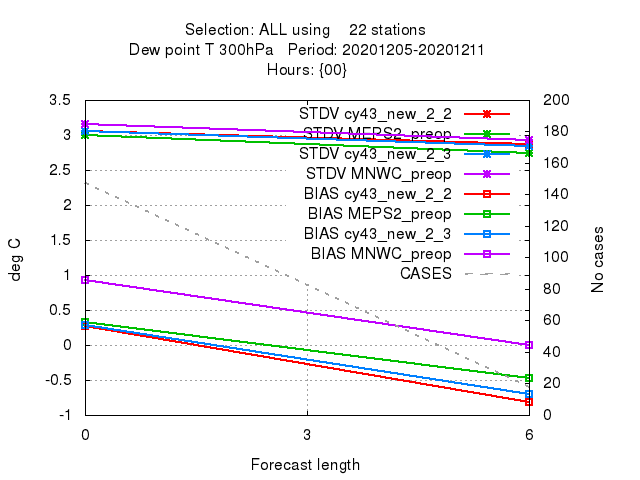 Selection: ALL using    22 stations
Dew point T 300hPa   Period: 20201205-20201211
Hours: {00}
3.5
3
2.5
2
1.5
1
0.5
0
-0.5
-1
200
180
160
140
120
100
80
60
40
20
0
deg C
No cases
STDV cy43_new_2_2
STDV MEPS2_preop
STDV cy43_new_2_3
STDV MNWC_preop
BIAS cy43_new_2_2
BIAS MEPS2_preop
BIAS cy43_new_2_3
BIAS MNWC_preop
CASES
0 3 6
Forecast length